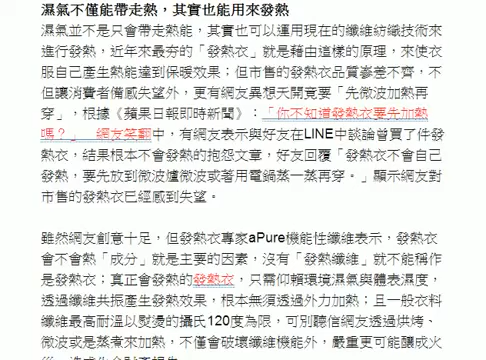 濕氣不僅能帶走熱，其實也能用來發熱
濕氣並不是只會帶走熱能，其實也可以運用現在的纖維紡織技術來
進行發熱，近年來最夯的「發熱衣」就是藉由這樣的原理，來使衣
服自己產生熱能達到保暖效果；但市售的發熱衣品質參差不齊，不
但讓消費者備感失望外，更有網友異想天開竟要「先微波加熱再
穿」，根據《蘋果日報即時新聞》：「你不知道發熱衣要先加熱
嗎？」　網友笑翻中，有網友表示與好友在LINE中談論曾買了件發
熱衣，結果根本不會發熱的抱怨文章，好友回覆「發熱衣不會自己
發熱，要先放到微波爐微波或著用電鍋蒸一蒸再穿。」顯示網友對
市售的發熱衣已經感到失望。
雖然網友創意十足，但發熱衣專家aPure機能性纖維表示，發熱衣
會不會熱「成分」就是主要的因素，沒有「發熱纖維」就不能稱作
是發熱衣；真正會發熱的發熱衣，只需仰賴環境濕氣與體表濕度，
透過纖維共振產生發熱效果，根本無須透過外力加熱；且一般衣料
纖維最高耐溫以熨燙的攝氏120度為限，可別聽信網友透過烘烤、
微波或是蒸煮來加熱，不僅會破壞纖維機能外，嚴重更可能釀成火